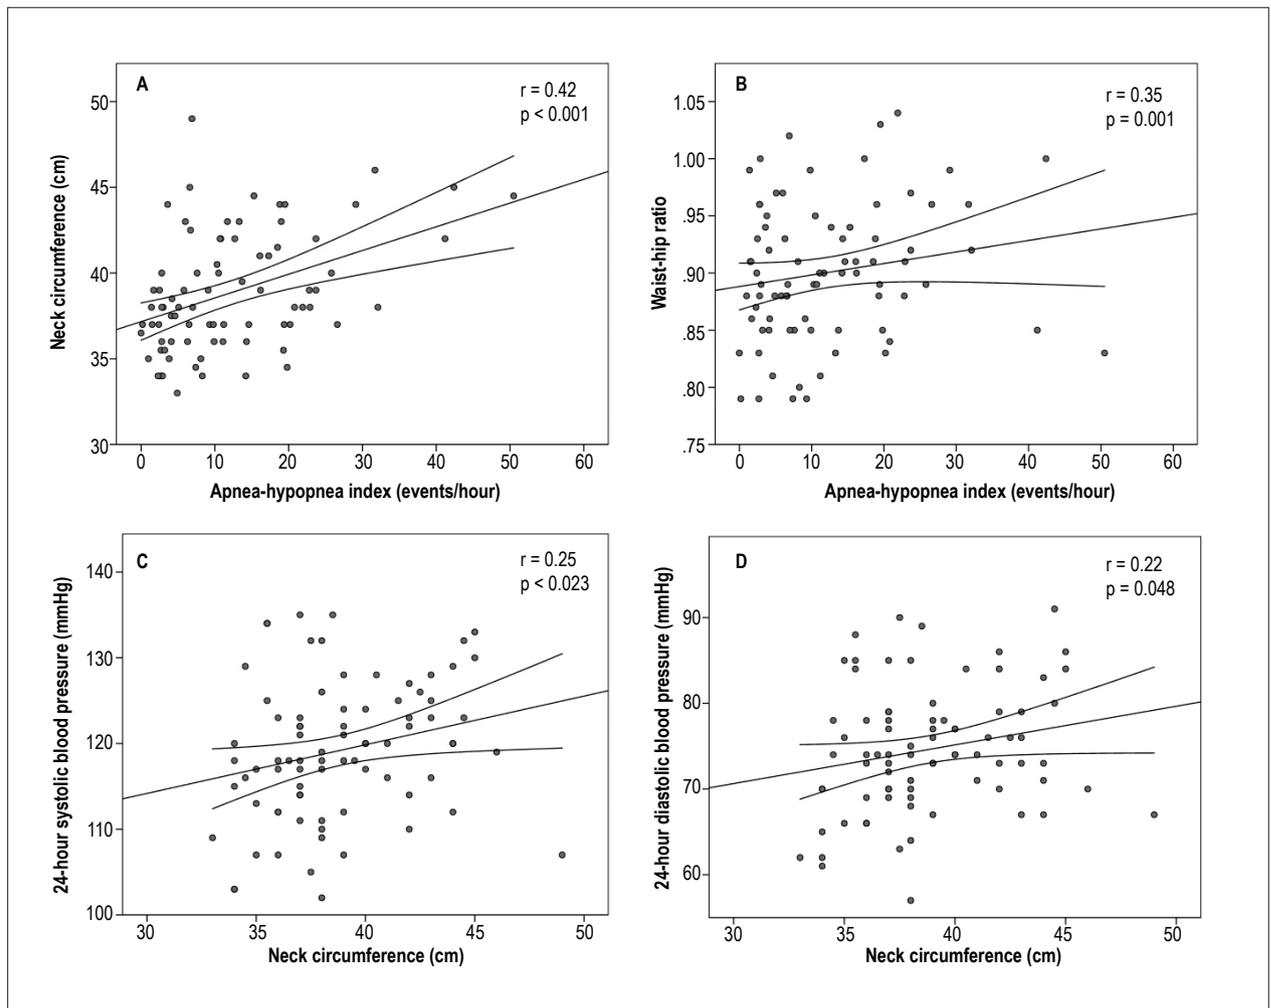 A
r = 0.42
p < 0.001
50
45
40
35
30
Neck circumference (cm)
0 10 20 30 40 50 60
Apnea-hypopnea index (events/hour)
B
r = 0.35
p = 0.001
1.05
1.00
.95
.90
.85
.80
.75
Waist-hip ratio
0 10 20 30 40 50 60
Apnea-hypopnea index (events/hour)
C
r = 0.25
p < 0.023
140
130
120
110
100
24-hour systolic blood pressure (mmHg)
30 35 40 45 50
Neck circumference (cm)
D
r = 0.22
p = 0.048
90
80
70
60
24-hour diastolic blood pressure (mmHg)
30 35 40 45 50
Neck circumference (cm)